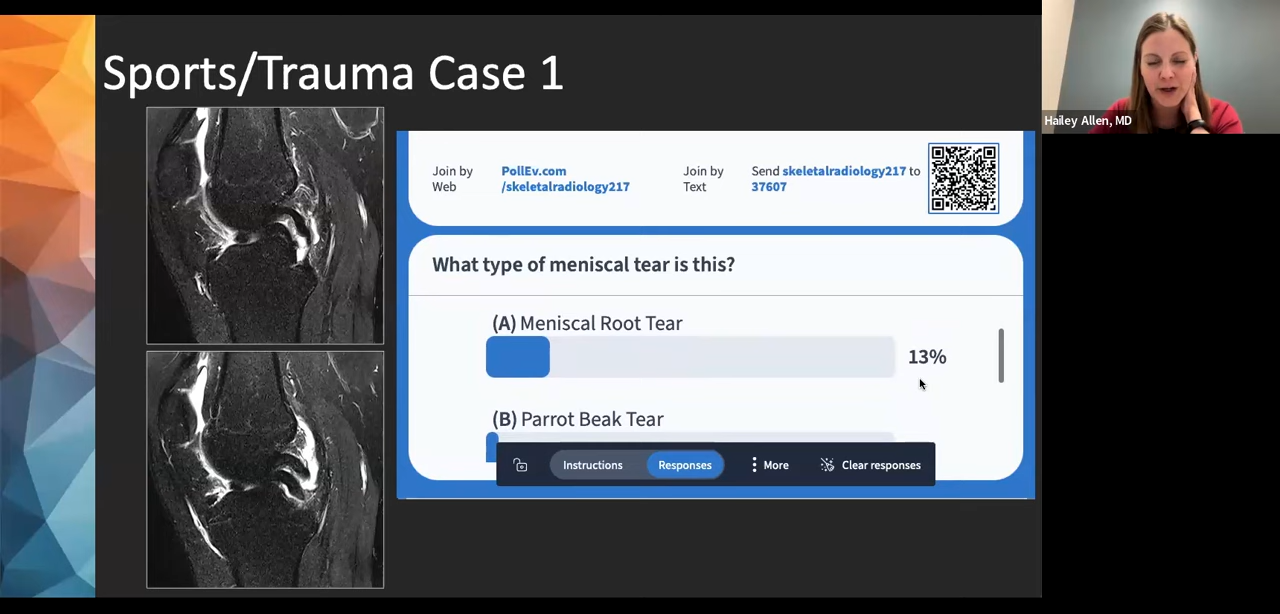 Sports/Trauma Case 1
Hailey Allen, MD
Join by
Web
PollEv.com
/skeletalradiology217
Join by
Text
Send skeletalradiology217 to
37607
What type of meniscal tear is this?
(A) Meniscal Root Tear
13%
(B) Parrot Beak Tear
Instructions
Responses
More
Clear responses